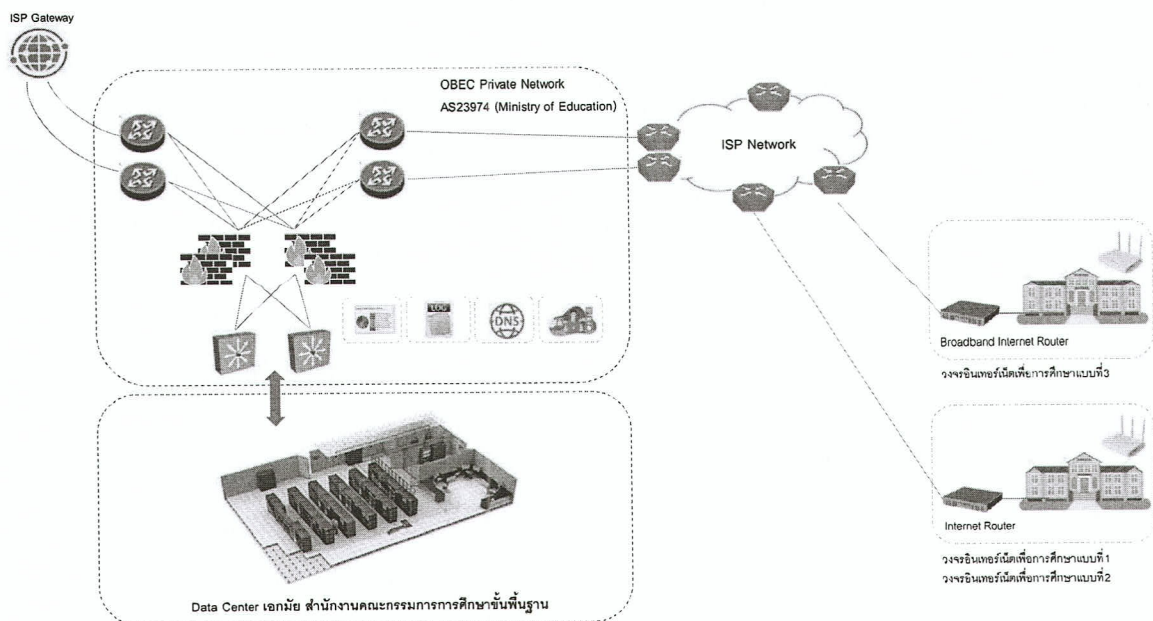 ISP Gateway
OBEC Private Network
AS23974 (Ministry of Education)
ISP Network
LOG
DNS
Broadband Internet Router
วงจรอินเทอร์เน็ตเพื่อการศึกษาแบบที่3
Internet Router
วงจรอินเทอร์เน็ตเพื่อการศึกษาแบบที่1
วงจรอินเทอร์เน็ตเพื่อการศึกษาแบบที่2
Data Center เอกมัย สำนักงานคณะกรรมการการศึกษาขั้นพื้นฐาน